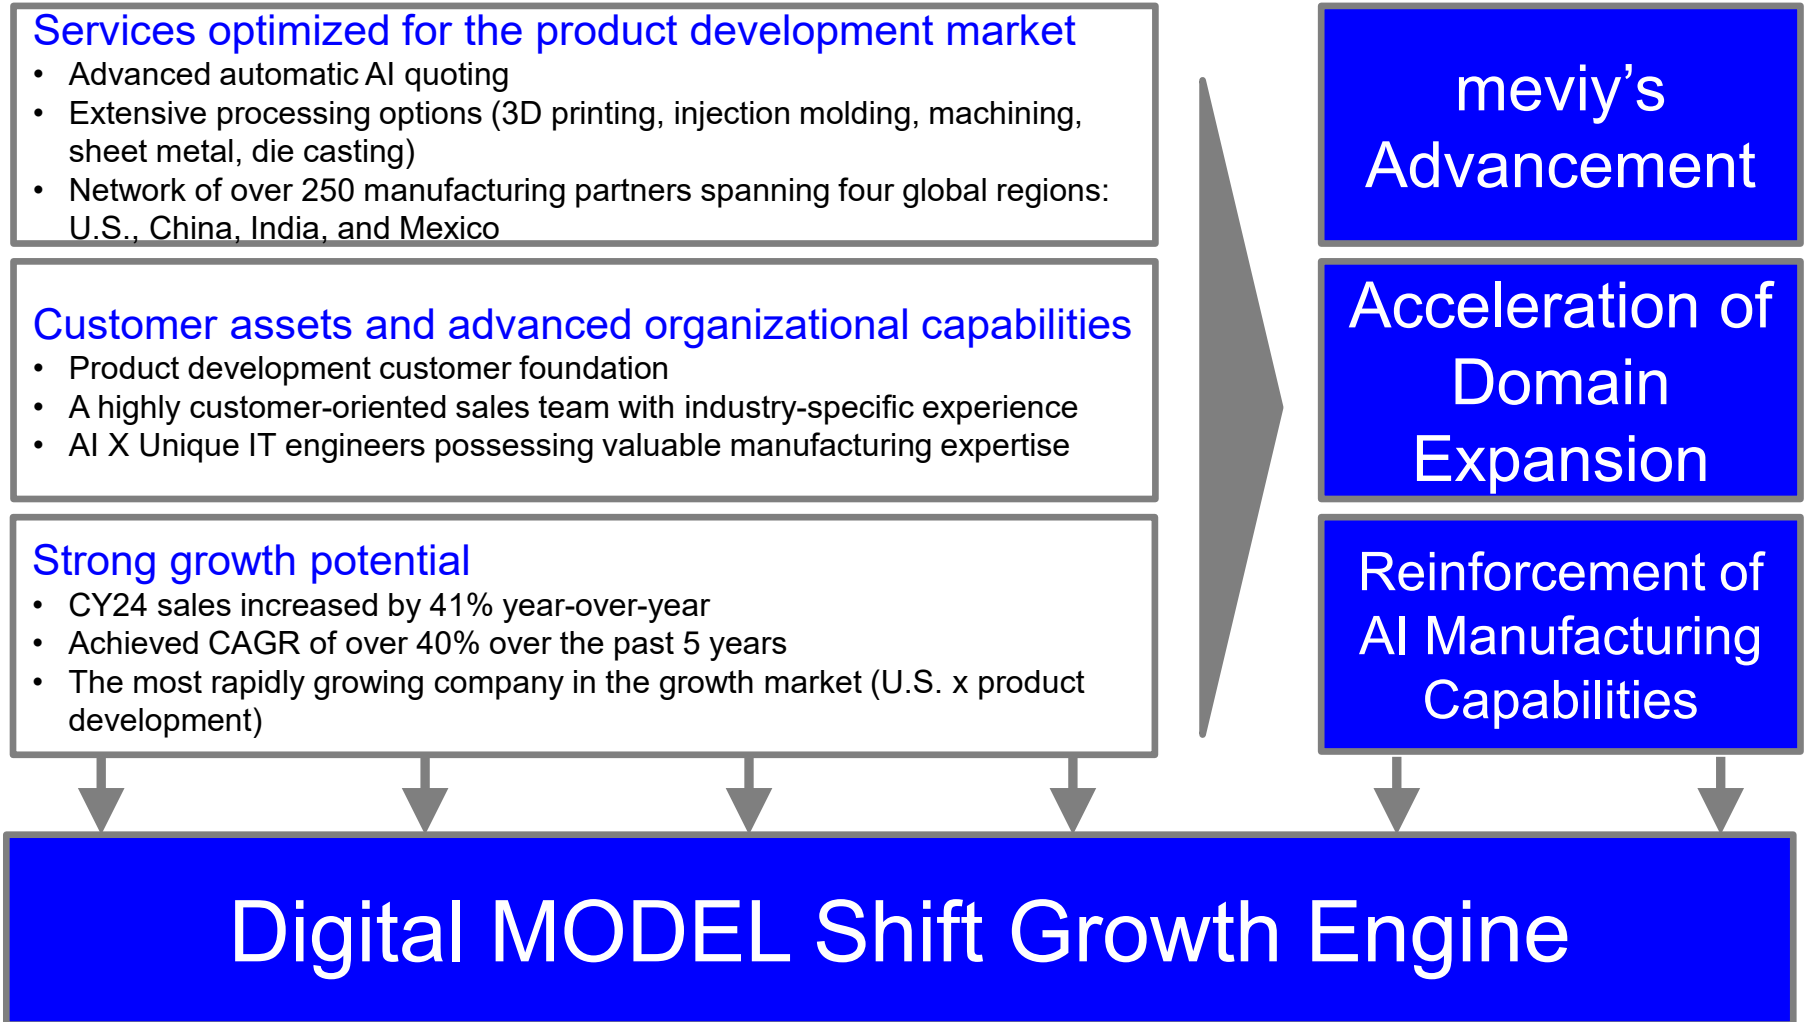 Services optimized for the product development market
• Advanced automatic AI quoting
• Extensive processing options (3D printing, injection molding, machining,
sheet metal, die casting)
• Network of over 250 manufacturing partners spanning four global regions:
U.S., China, India, and Mexico
Customer assets and advanced organizational capabilities
• Product development customer foundation
• A highly customer-oriented sales team with industry-specific experience
• AI X Unique IT engineers possessing valuable manufacturing expertise
Strong growth potential
• CY24 sales increased by 41% year-over-year
• Achieved CAGR of over 40% over the past 5 years
• The most rapidly growing company in the growth market (U.S. x product
development)
meviy’s
Advancement
Acceleration of
Domain
Expansion
Reinforcement of
AI Manufacturing
Capabilities
Digital MODEL Shift Growth Engine